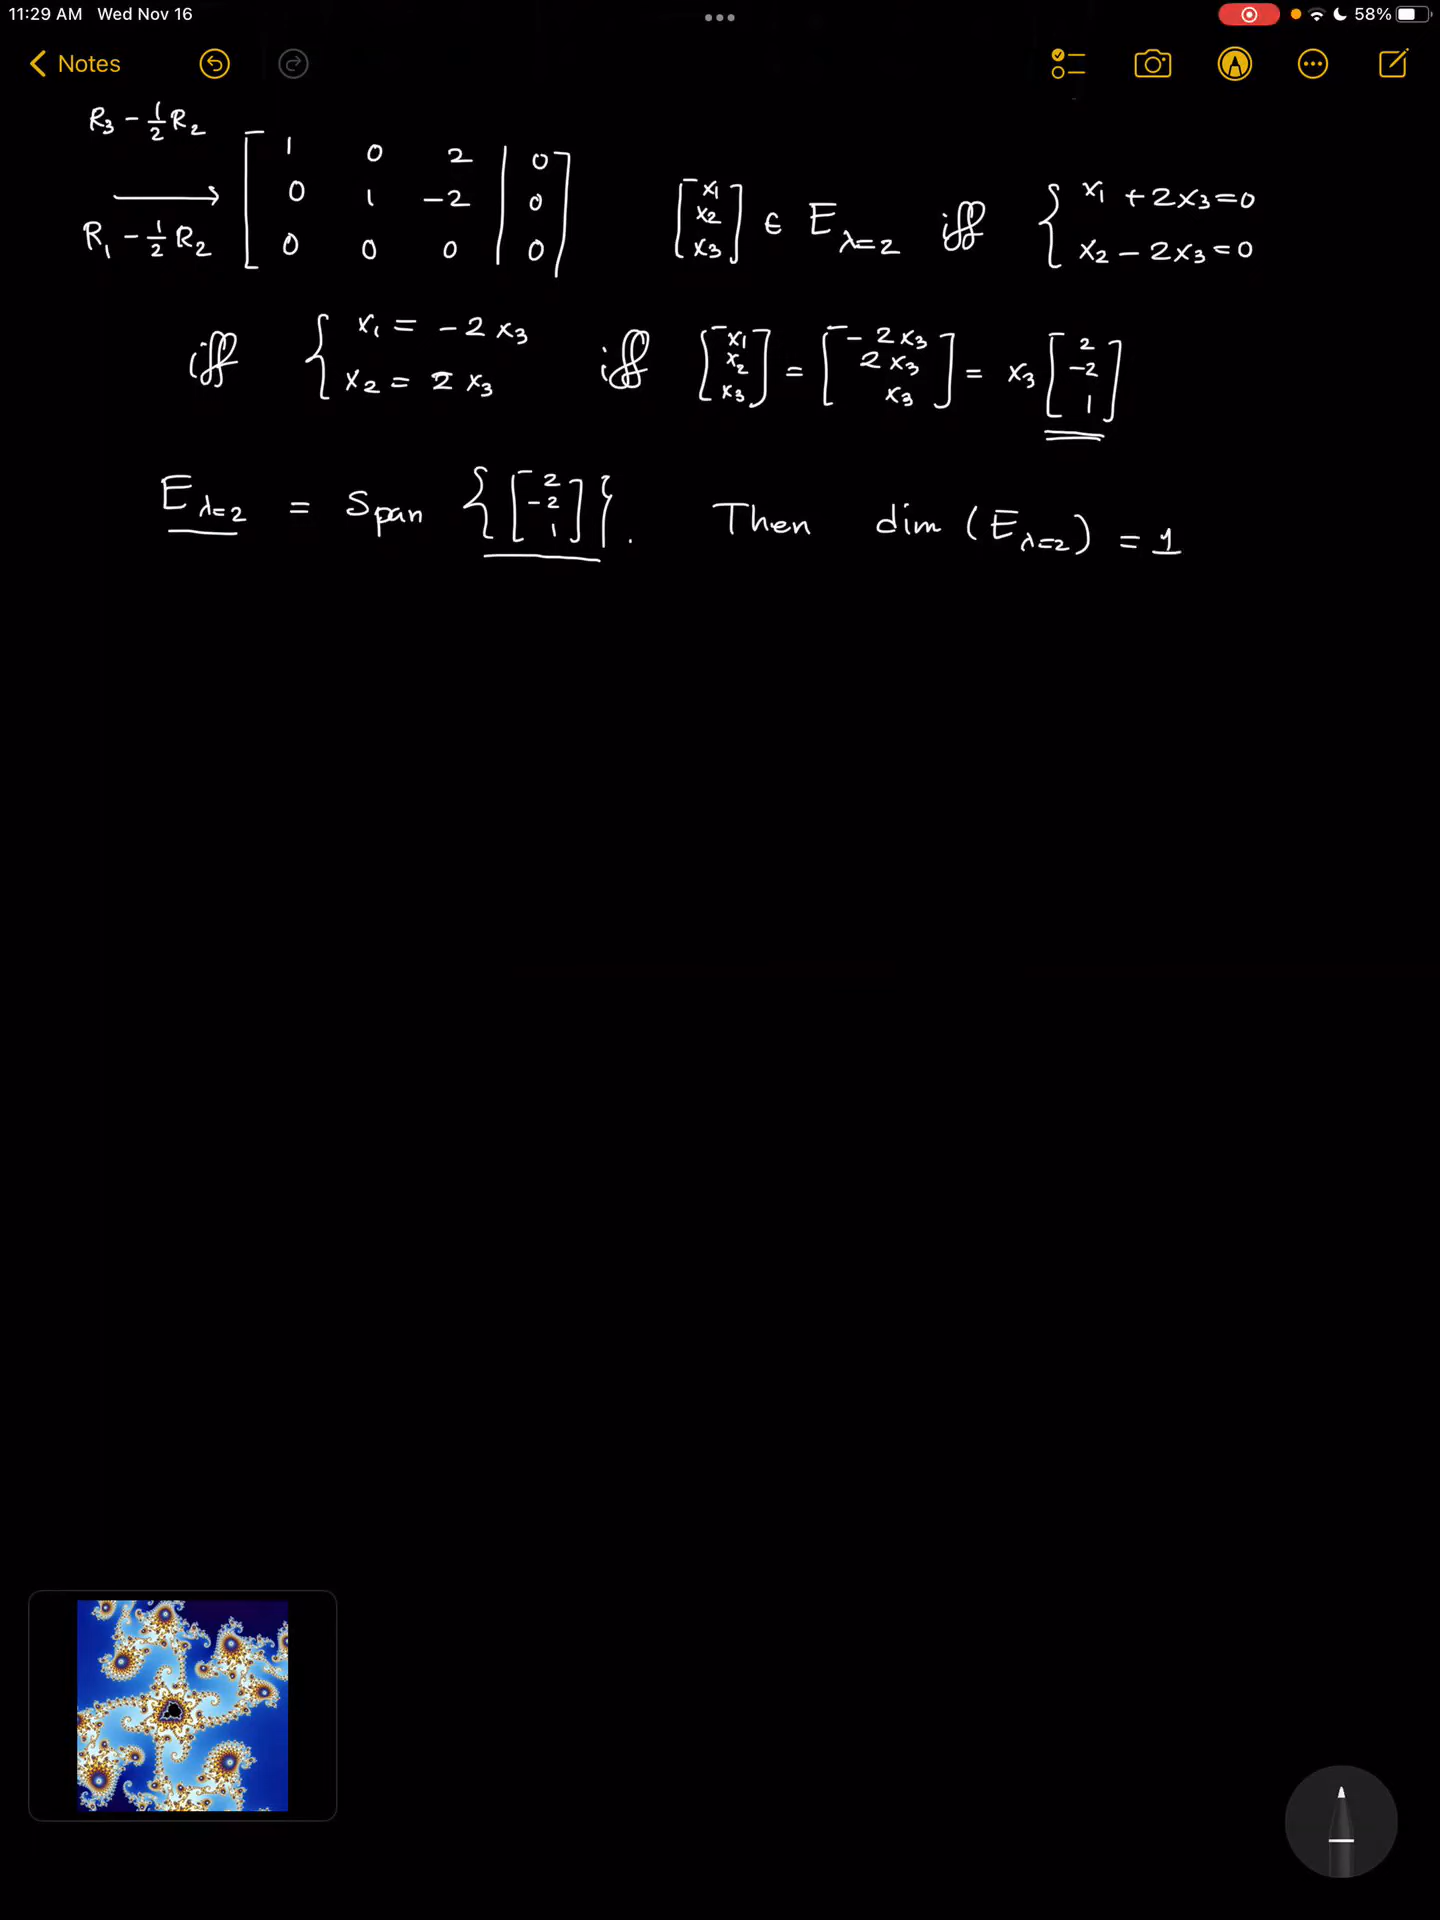 11:29 AM Wed Nov 16 58%
Notes
R₃ - ½R₂
R₁ - ½R₂
[ 1 0 2 | 0 ]
[ 0 1 -2 | 0 ]
[ 0 0 0 | 0 ]
[x₁ x₂ x₃] ∈ E λ=2 iff { x₁ + 2x₃=0
x₂ - 2x₃=0
iff { x₁ = -2x₃
x₂ = 2x₃
iff [x₁ x₂ x₃] = [-2x₃ 2x₃ x₃] = x₃ [2 -2 1]
E λ=2 = Span {[2 -2 1]}. Then dim (E λ=2) = 1